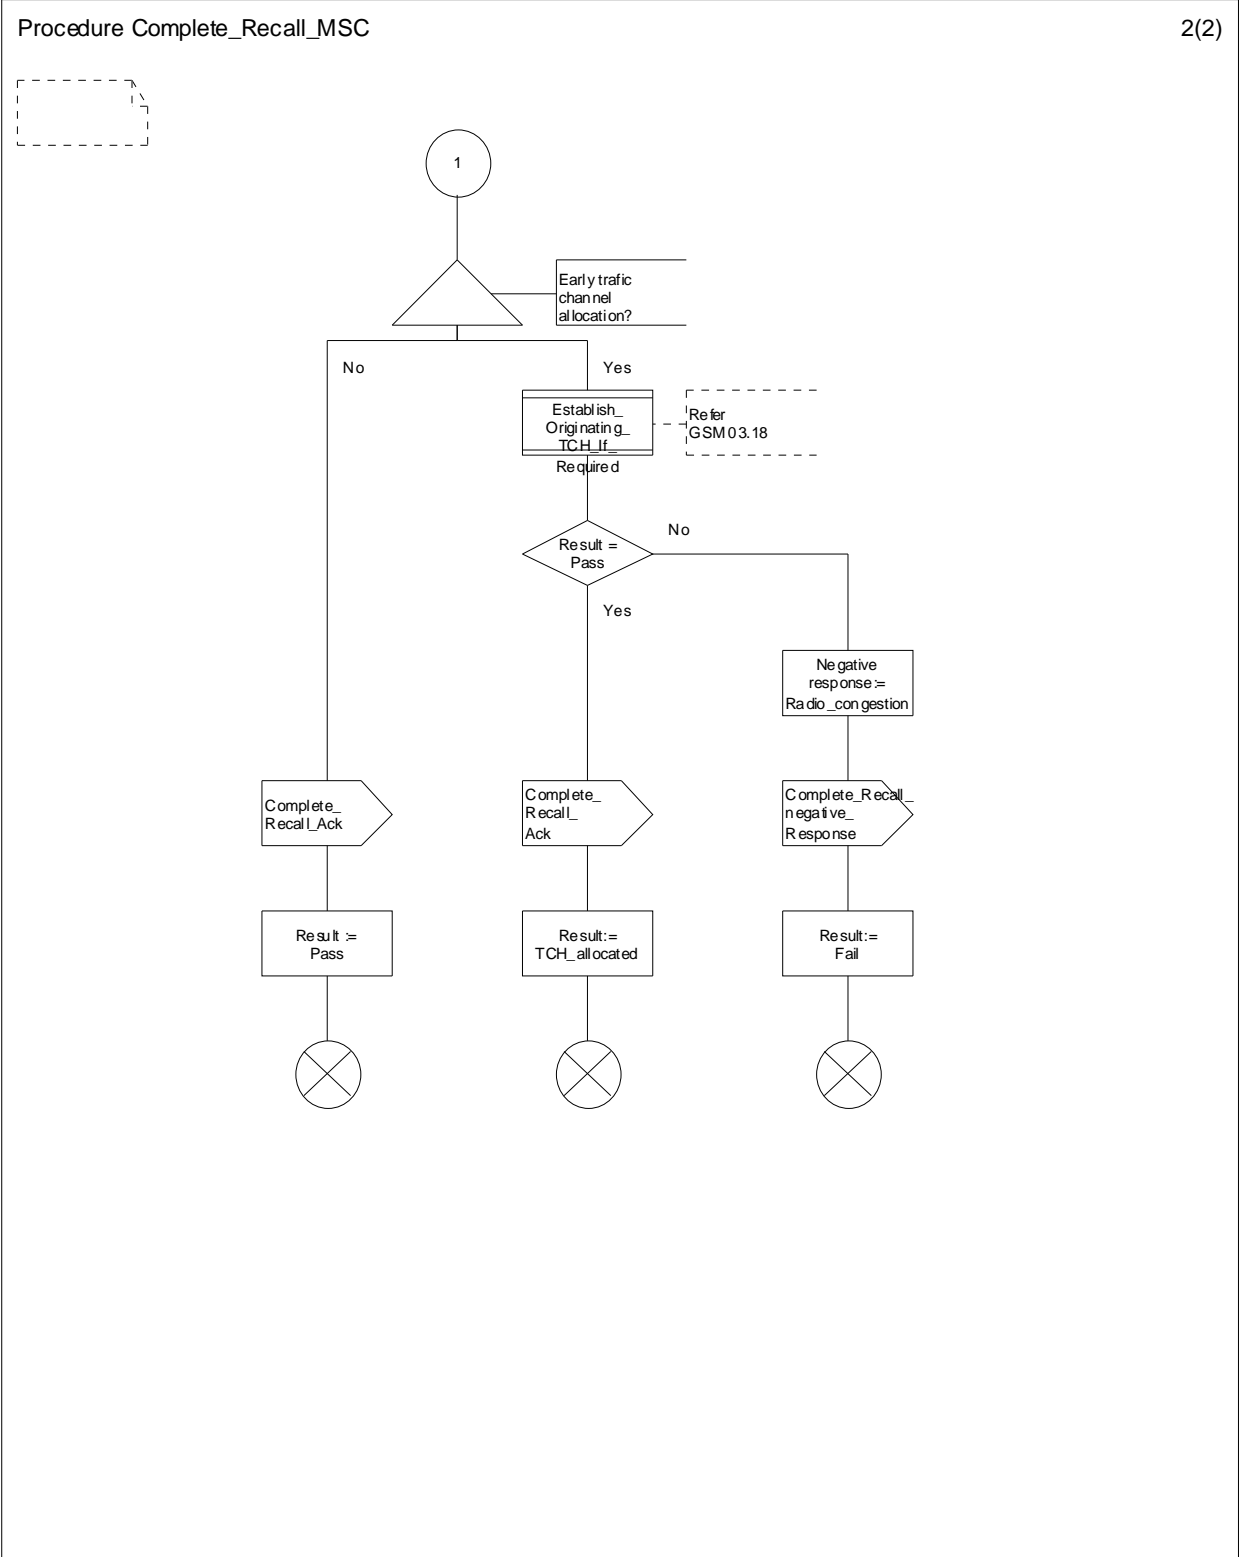 Procedure Complete_Recall_MSC
2(2)
1
Early trafic
channel
allocation?
No
Yes
Establish_
Originating_
TCH_If_
Required
Refer
GSM03.18
Result =
Pass
No
Yes
Negative
response:=
Radio_congestion
Complete_
Recall_Ack
Complete_
Recall_
Ack
Complete_Recall_
negative_
Response
Result :=
Pass
Result:=
TCH_allocated
Result:=
Fail